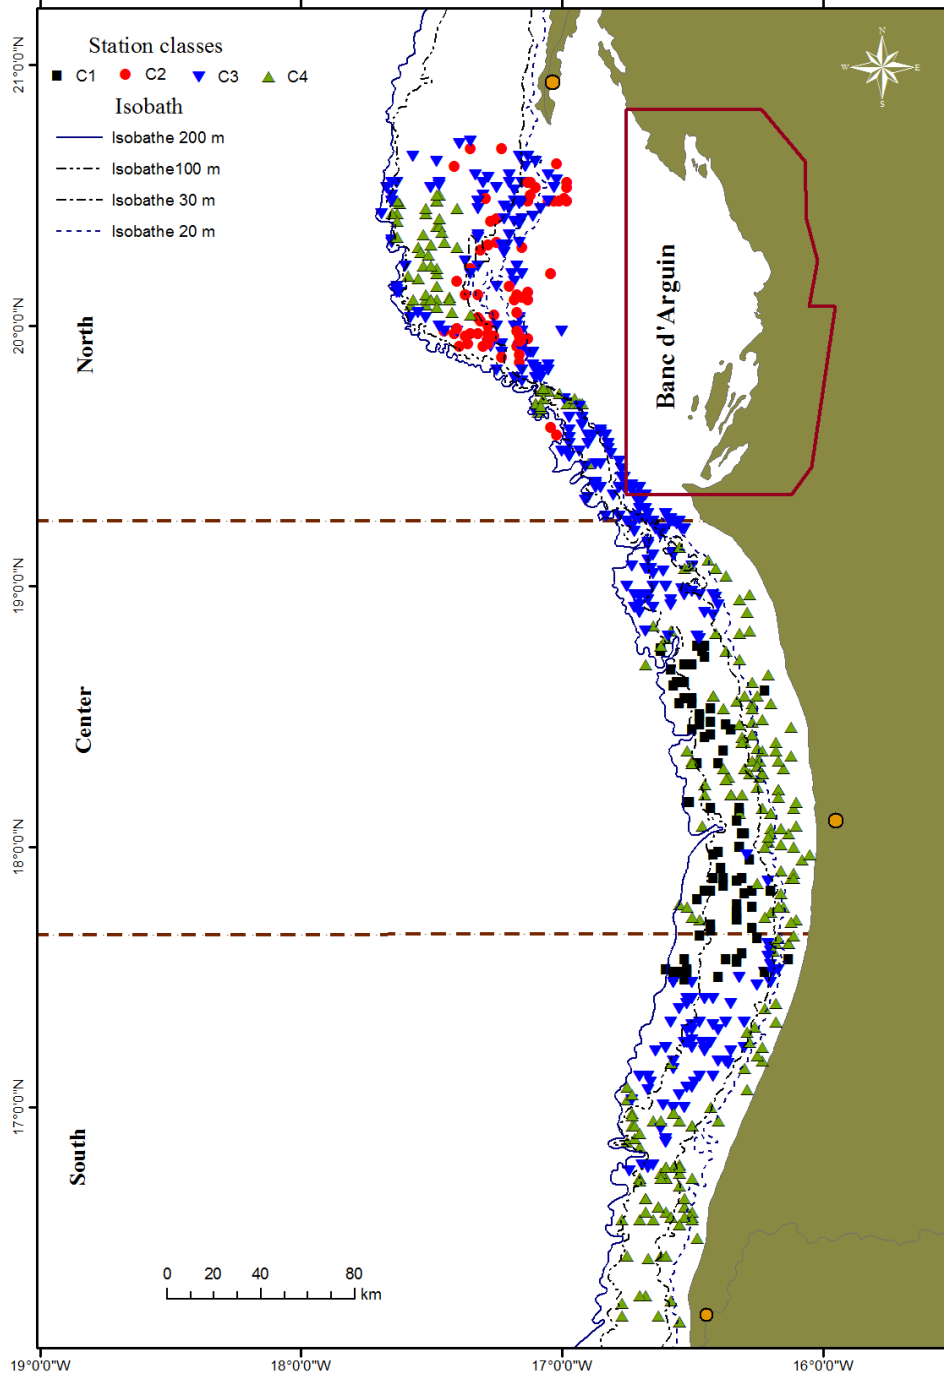 Station classes
C1 C2 C3 C4
Isobath
Isobathe 200 m
Isobathe100 m
Isobathe 30 m
Isobathe 20 m
N
W E
S
21°0'0"N
20°0'0"N
19°0'0"N
18°0'0"N
17°0'0"N
North
Center
South
Banc d'Arguin
0 20 40 80
km
19°0'0"W 18°0'0"W 17°0'0"W 16°0'0"W